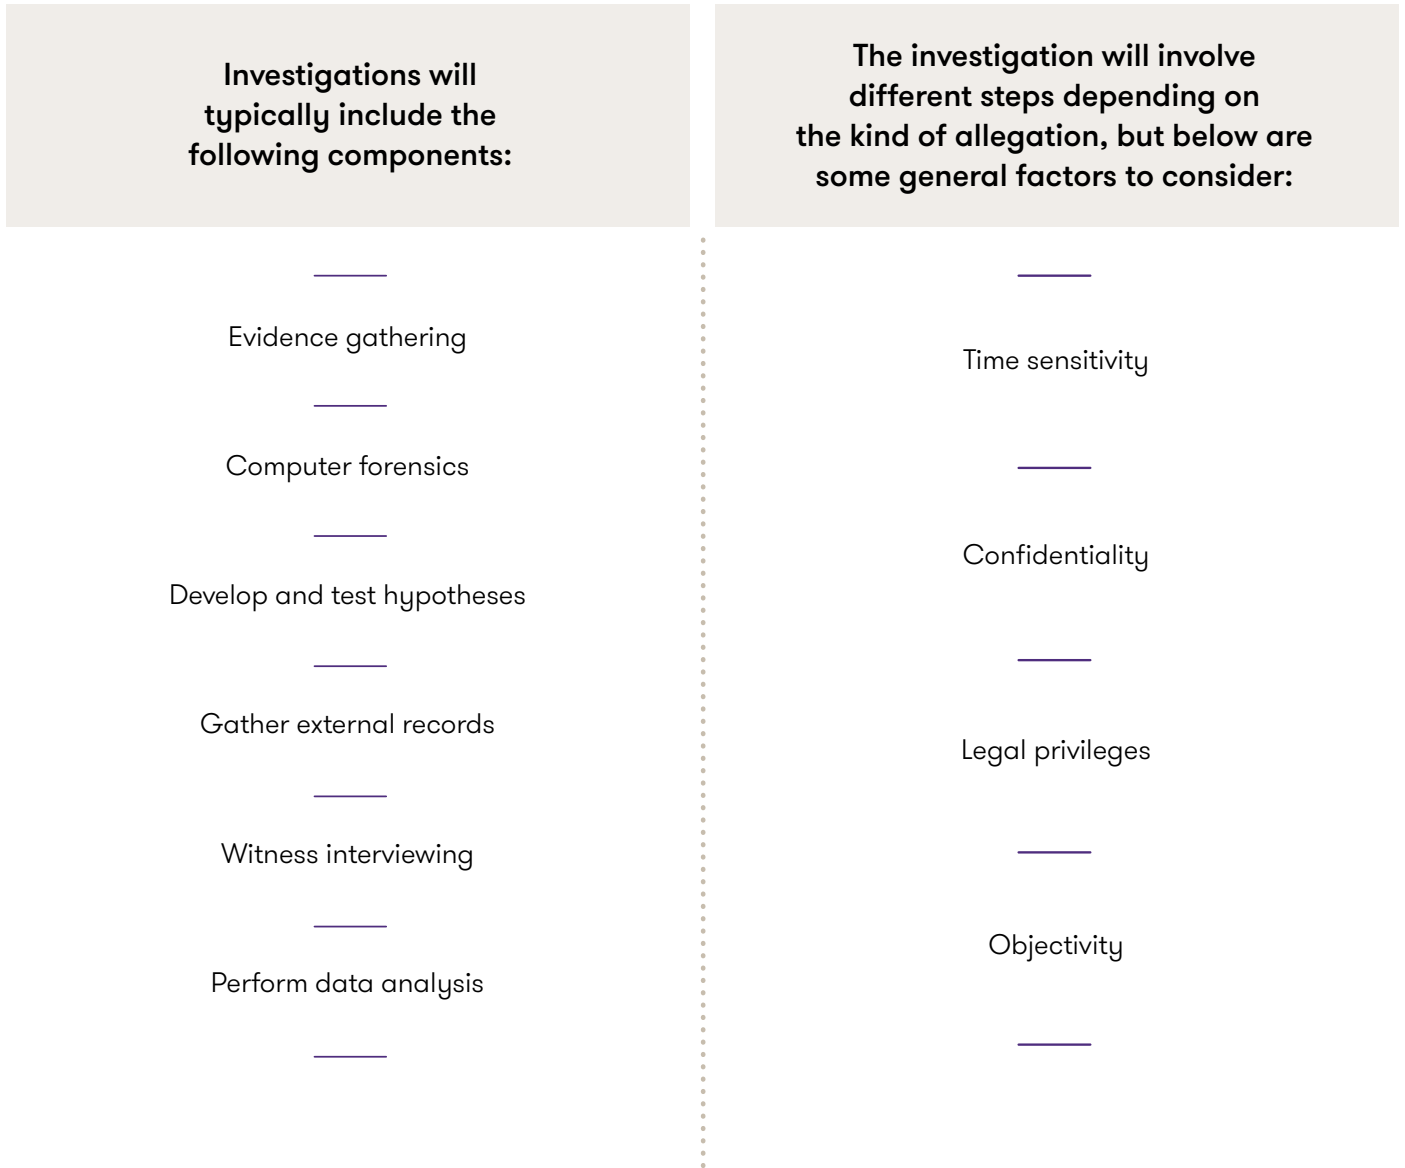 Investigations will
typically include the
following components:
Evidence gathering
Computer forensics
Develop and test hypotheses
Gather external records
Witness interviewing
Perform data analysis
The investigation will involve
different steps depending on
the kind of allegation, but below are
some general factors to consider:
Time sensitivity
Confidentiality
Legal privileges
Objectivity